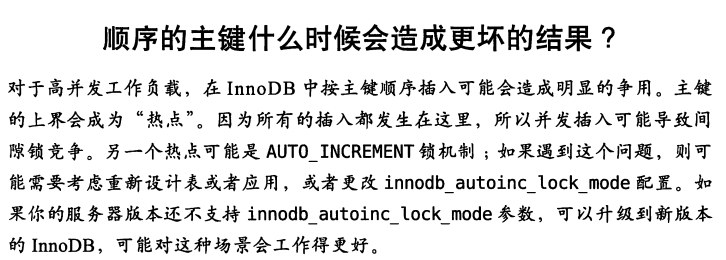 顺序的主键什么时候会造成更坏的结果？
对于高并发工作负载，在 InnoDB 中按主键顺序插入可能会造成明显的争用。主键
的上界会成为“热点”。因为所有的插入都发生在这里，所以并发插入可能导致间
隙锁竞争。另一个热点可能是 AUTO_INCREMENT 锁机制；如果遇到这个问题，则可
能需要考虑重新设计表或者应用，或者更改 innodb_autoinc_lock_mode 配置。如
果你的服务器版本还不支持 innodb_autoinc_lock_mode 参数，可以升级到新版本
的 InnoDB，可能对这种场景会工作得更好。